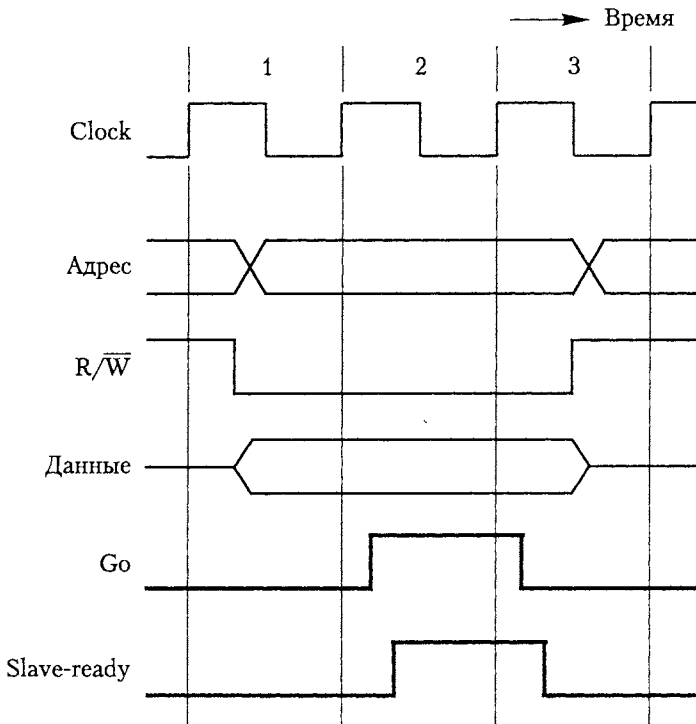 Время
1 2 3
Clock
Адрес
R/W̅
Данные
Go
Slave-ready